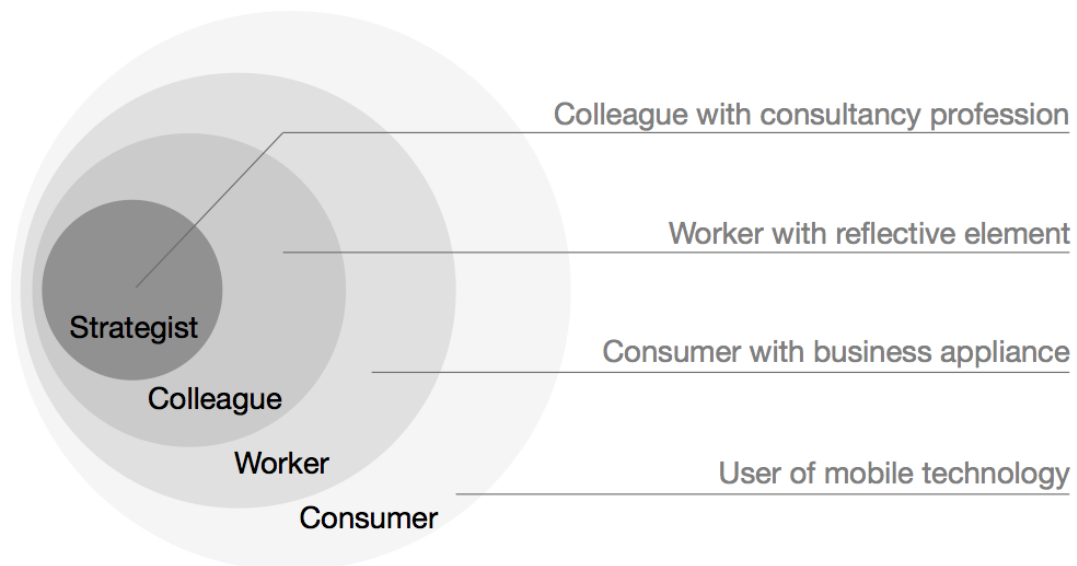 Colleague with consultancy profession
Worker with reflective element
Consumer with business appliance
User of mobile technology
Strategist
Colleague
Worker
Consumer